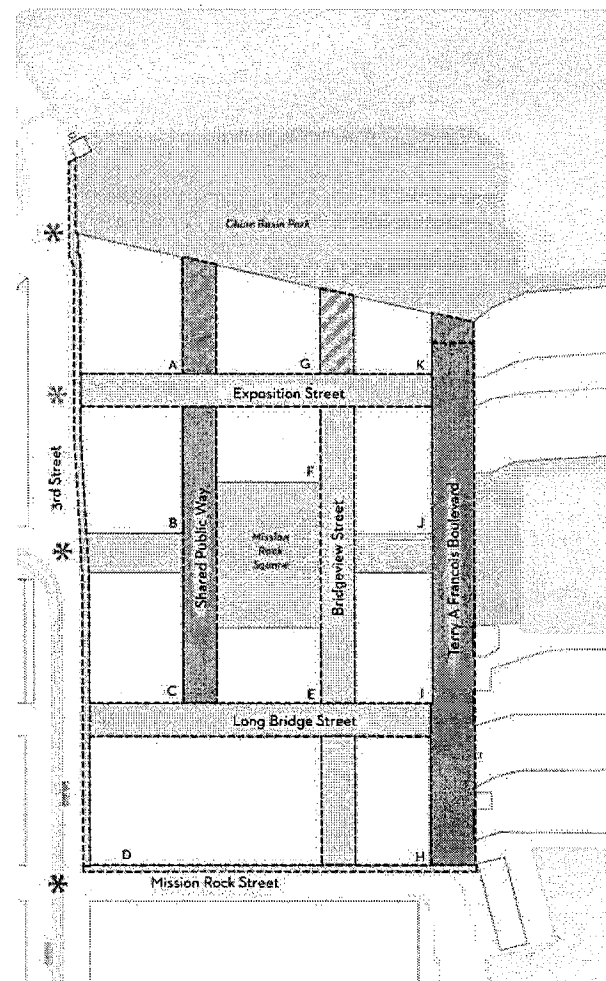 China Basin Park
A
G
K
Exposition Street
3rd Street
F
B
J
Shared Public Way
Mission
Rock
Square
Bridgeview Street
Terry A Francois Boulevard
C
E
I
Long Bridge Street
D
H
Mission Rock Street